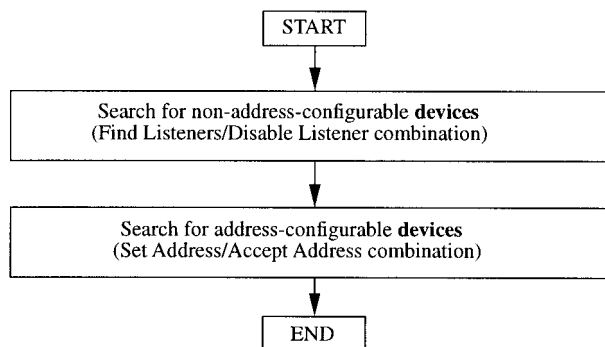 START
Search for non-address-configurable devices
(Find Listeners/Disable Listener combination)
Search for address-configurable devices
(Set Address/Accept Address combination)
END